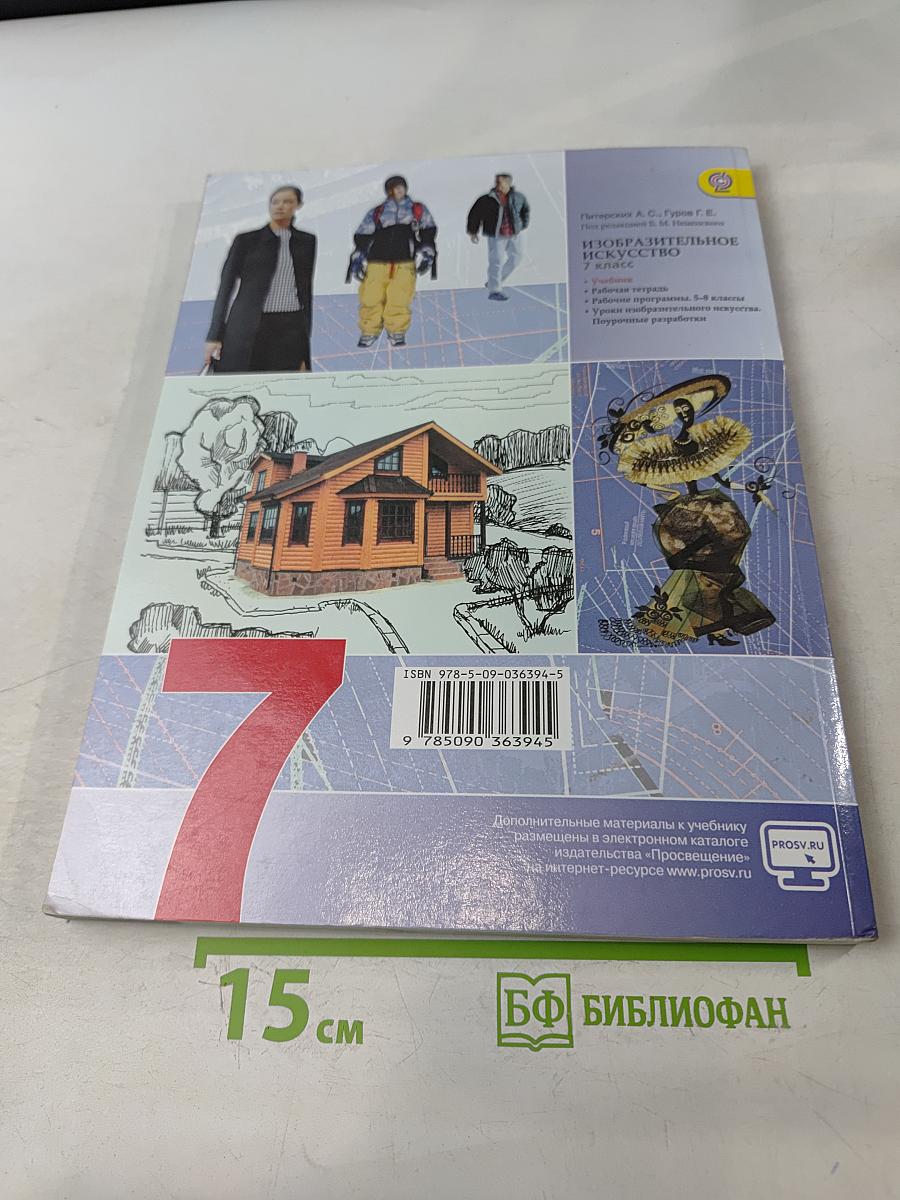 Питерских А. С., Гуров Г. Е.
Под редакцией Б. М. Неменского
ИЗОБРАЗИТЕЛЬНОЕ
ИСКУССТВО
7 класс
• Учебник
• Рабочая тетрадь
• Рабочие программы. 5–8 классы
• Уроки изобразительного искусства.
Поурочные разработки
5
7
ISBN 978-5-09-036394-5
9 785090 363945
Дополнительные материалы к учебнику
размещены в электронном каталоге
издательства «Просвещение»
на интернет-ресурсе www.prosv.ru
PROSV.RU
15 см
БФ БИБЛИОФАН